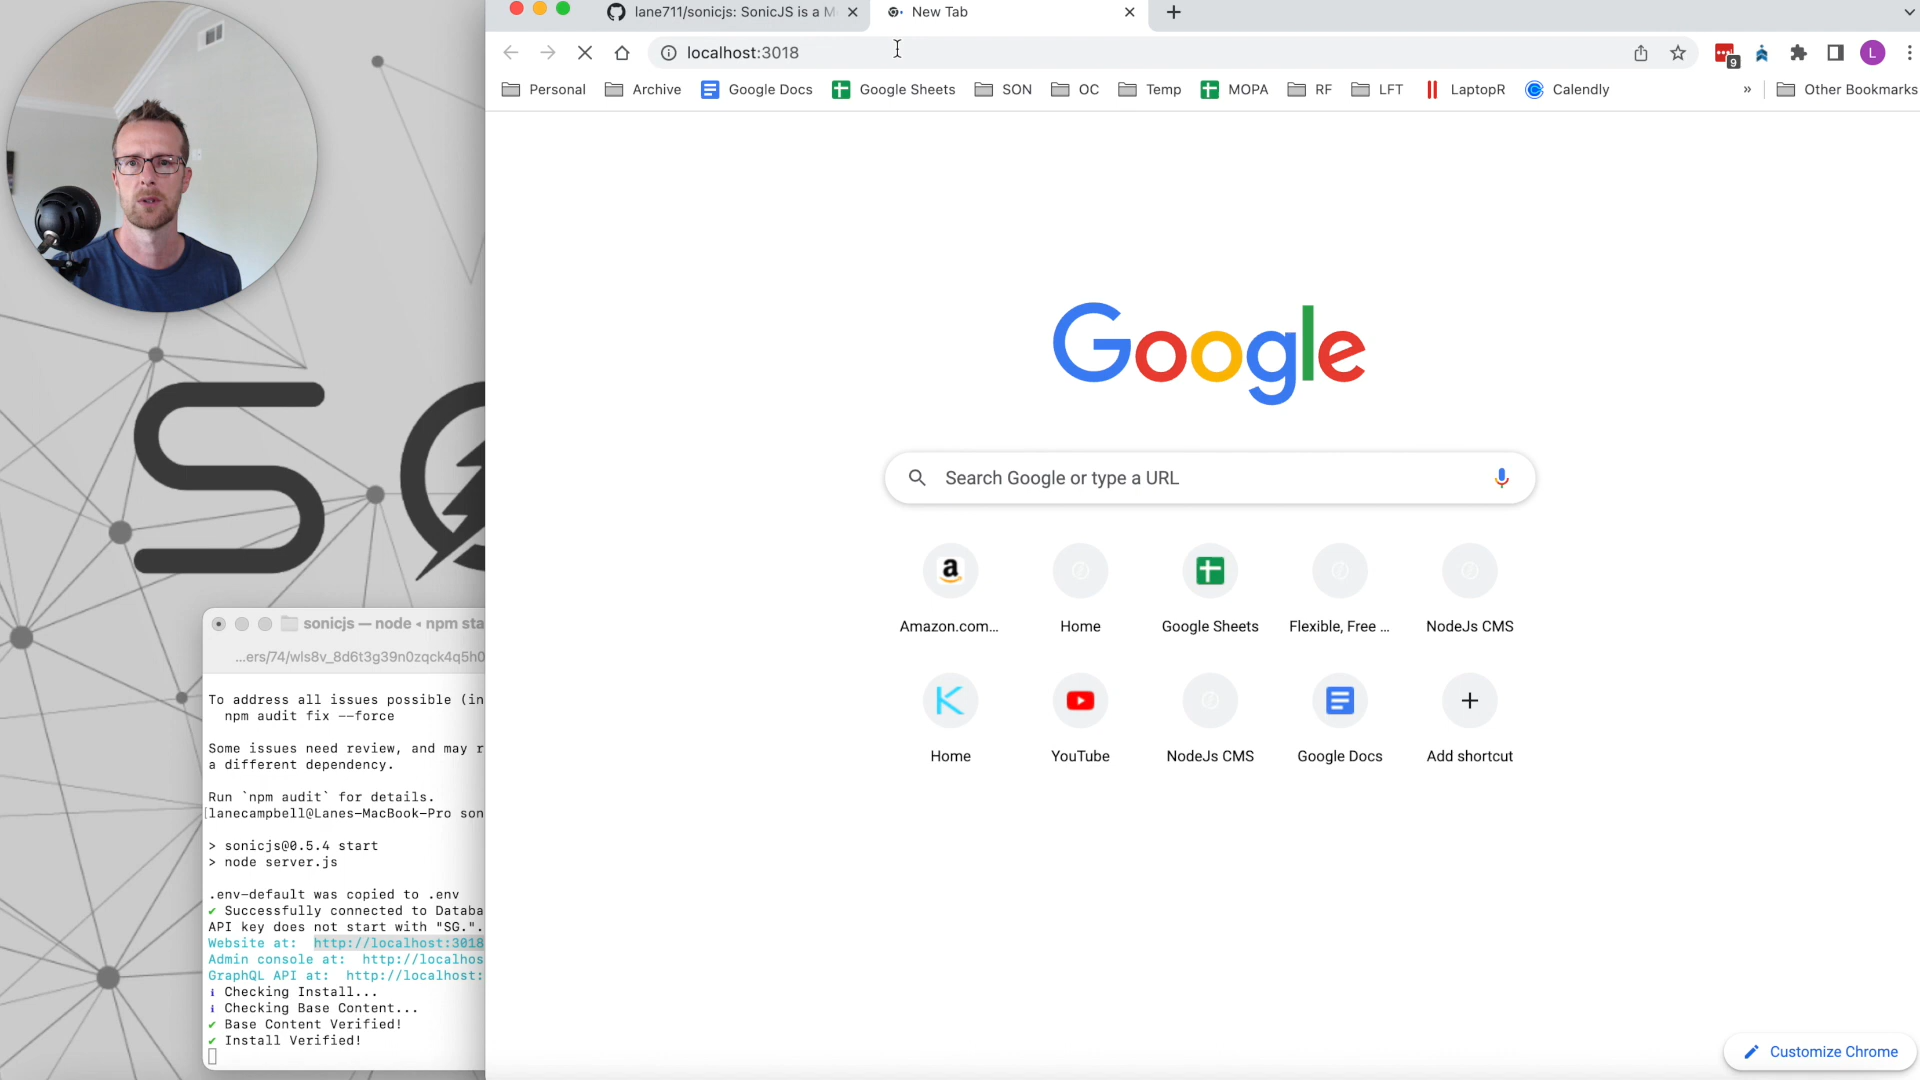 lane711/sonicjs: SonicJS is a M
New Tab
localhost:3018
9
L
Personal
Archive
Google Docs
Google Sheets
SON
OC
Temp
MOPA
RF
LFT
LaptopR
Calendly
»
Other Bookmarks
Google
Search Google or type a URL
Amazon.com...
Home
Google Sheets
Flexible, Free ...
NodeJs CMS
Home
YouTube
NodeJs CMS
Google Docs
Add shortcut
Customize Chrome
S
sonicjs — node ◂ npm sta
...ers/74/wls8v_8d6t3g39n0zqck4q5h0
To address all issues possible (in
npm audit fix --force
Some issues need review, and may r
a different dependency.
Run `npm audit` for details.
[lanecampbell@Lanes-MacBook-Pro son
> sonicjs@0.5.4 start
> node server.js
.env-default was copied to .env
✔ Successfully connected to Databa
API key does not start with "SG.".
Website at: http://localhost:3018
Admin console at: http://localhos
GraphQL API at: http://localhost:
ℹ Checking Install...
ℹ Checking Base Content...
✔ Base Content Verified!
✔ Install Verified!